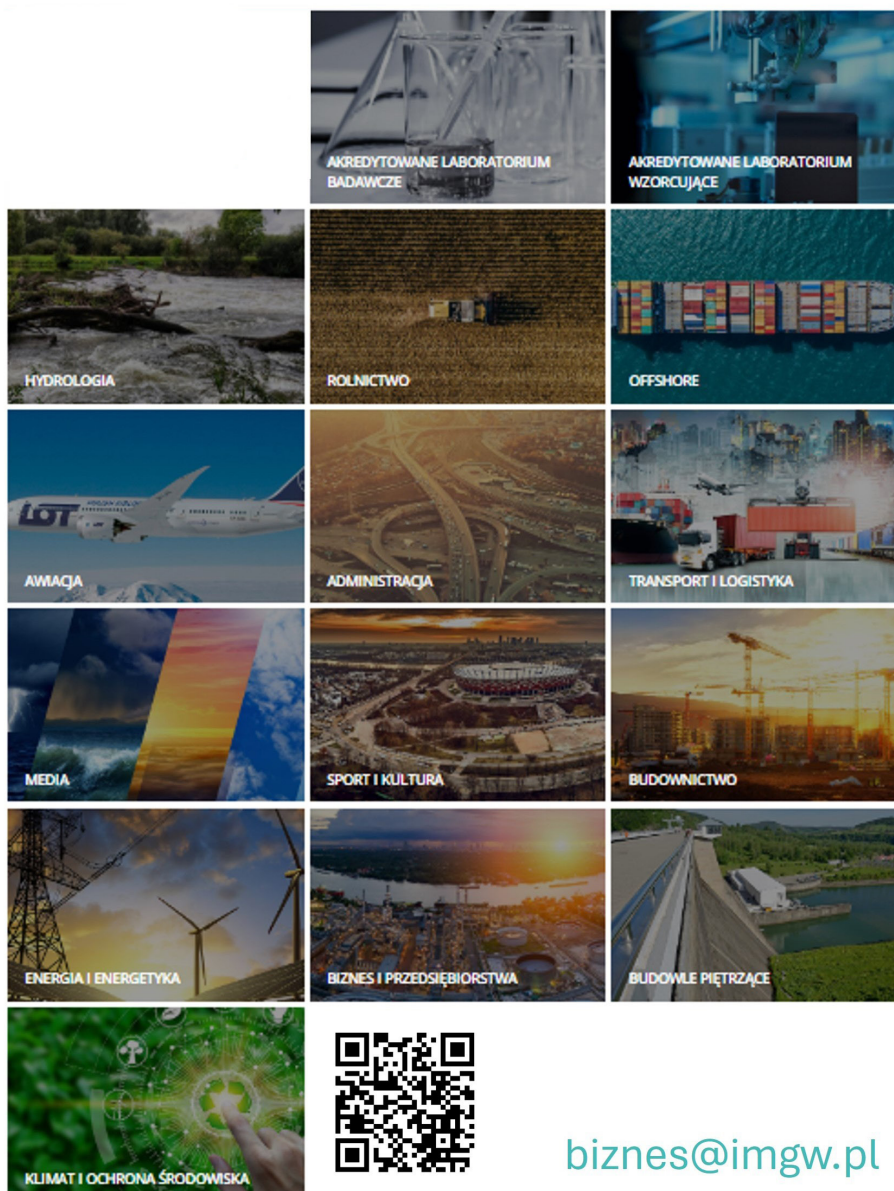 AKREDYTOWANE LABORATORIUM
BADAWCZE
AKREDYTOWANE LABORATORIUM
WZORCUJĄCE
HYDROLOGIA
ROLNICTWO
OFFSHORE
LOT
AWIACJA
ADMINISTRACJA
TRANSPORT I LOGISTYKA
MEDIA
SPORT I KULTURA
BUDOWNICTWO
ENERGIA I ENERGETYKA
BIZNES I PRZEDSIĘBIORSTWA
BUDOWLE PIĘTRZĄCE
KLIMAT I OCHRONA ŚRODOWISKA
biznes@imgw.pl